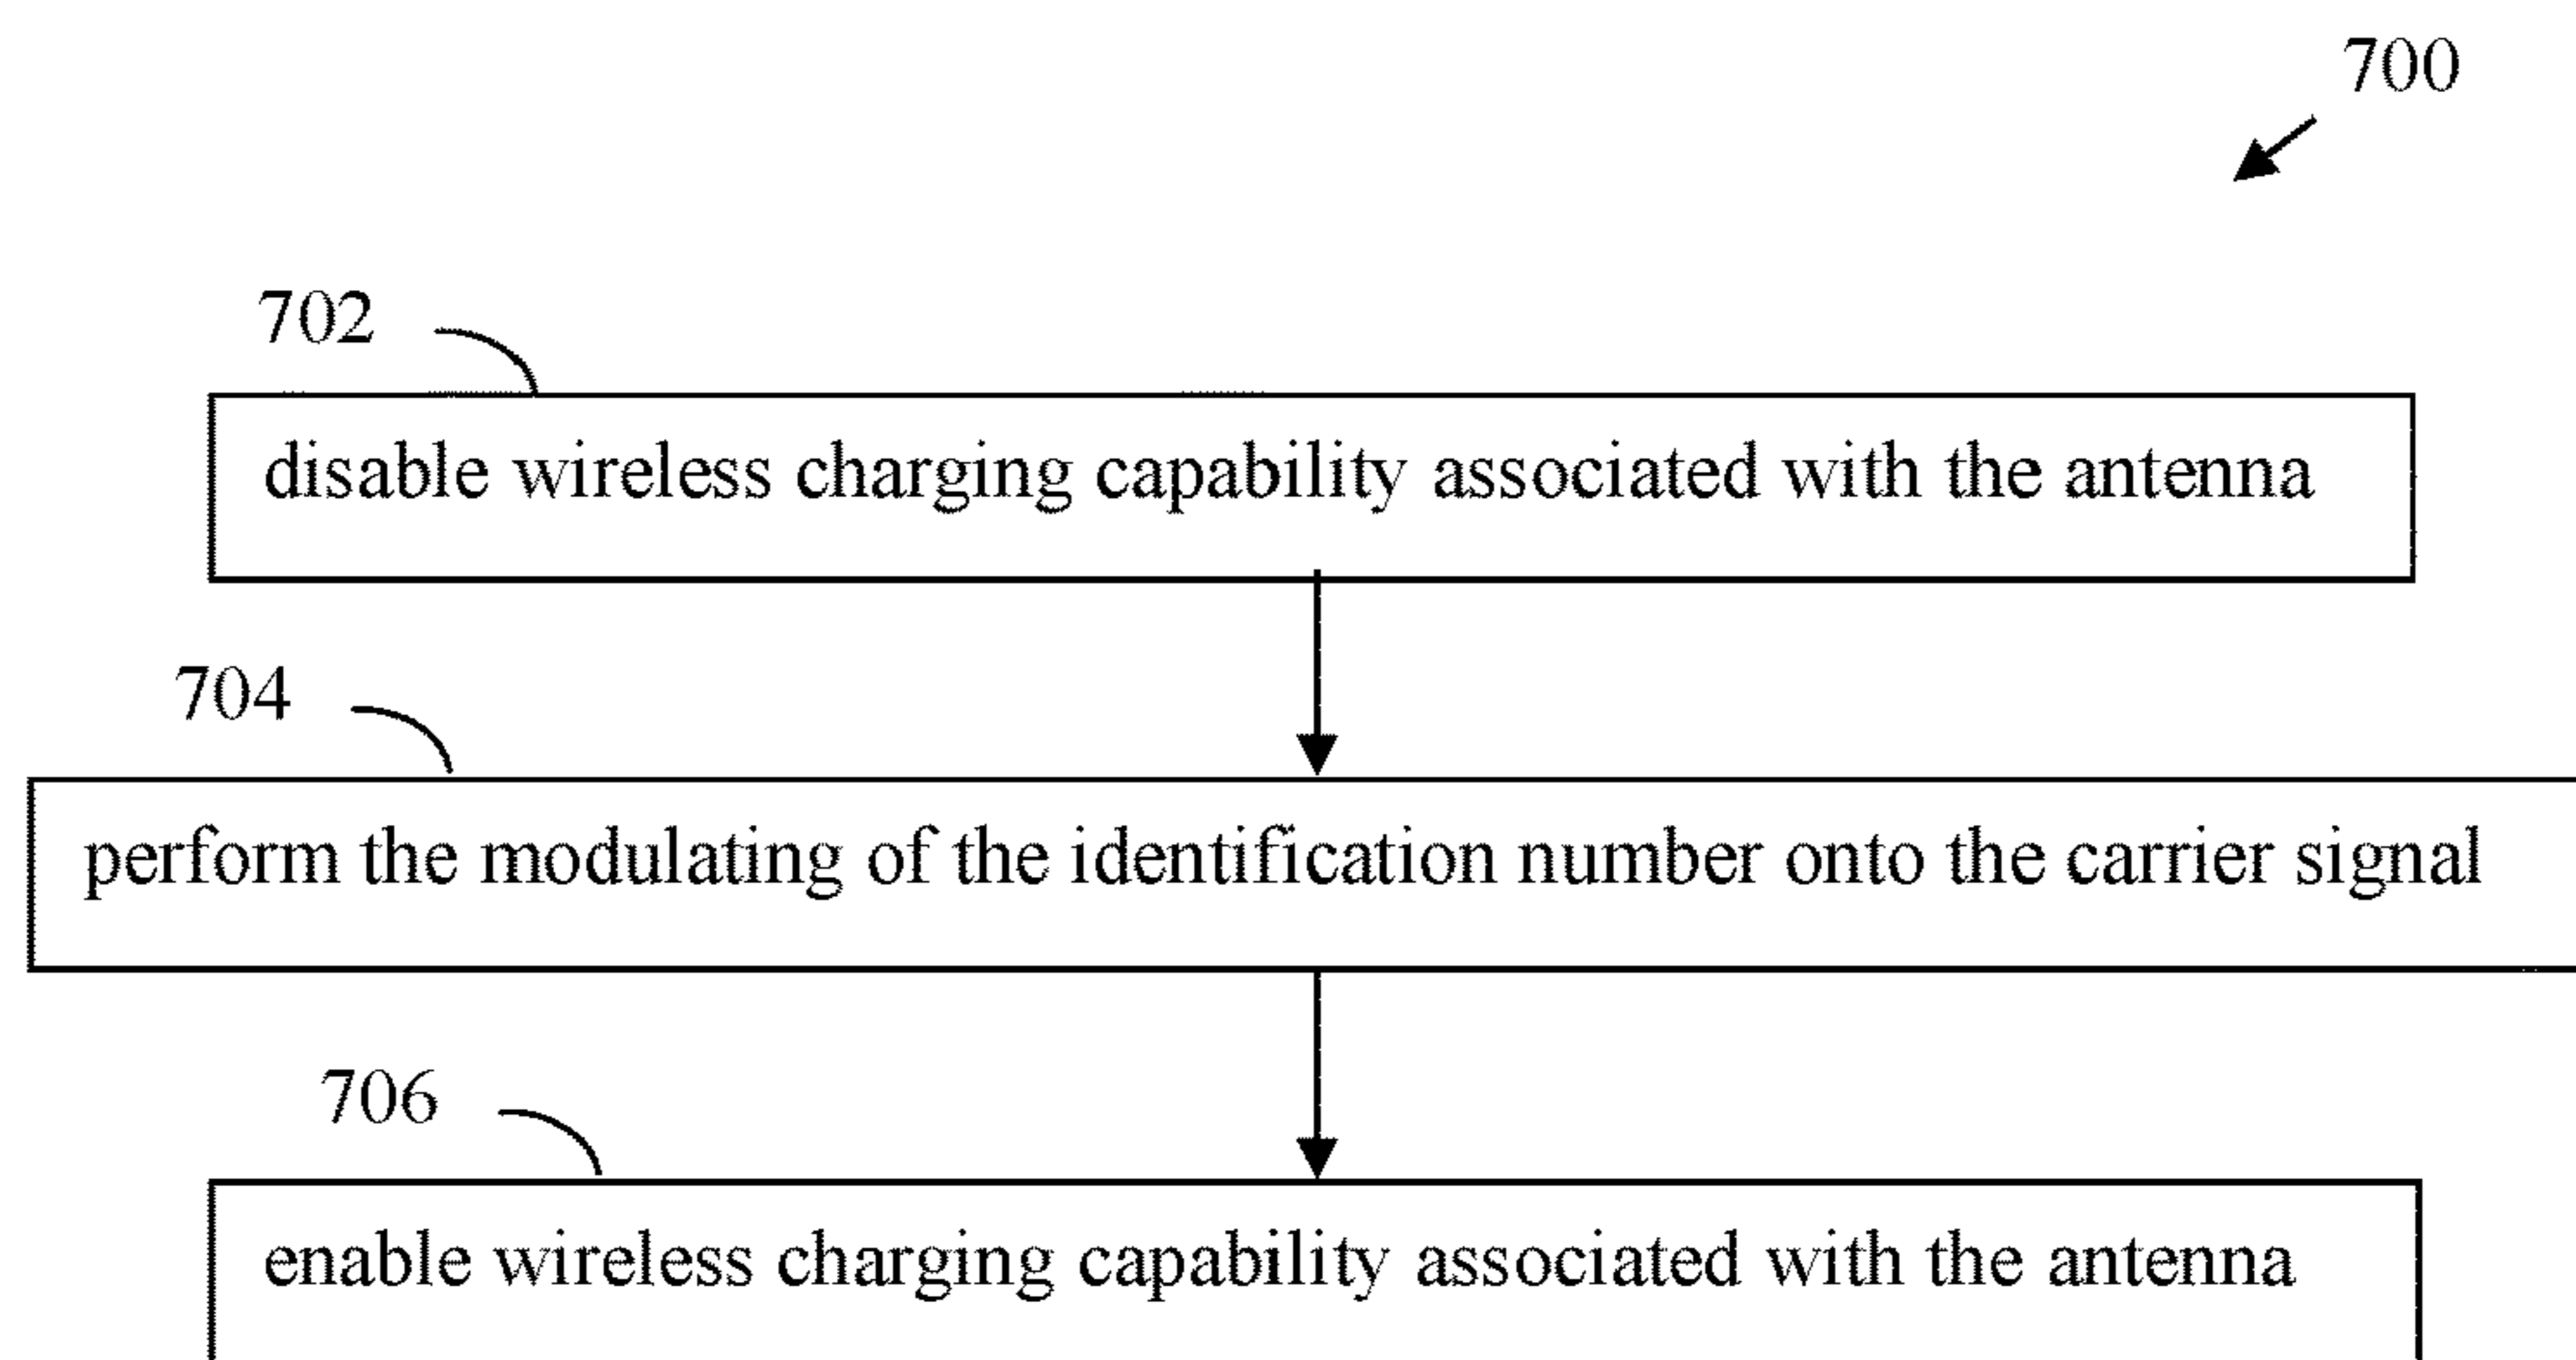 700
702
disable wireless charging capability associated with the antenna
704
perform the modulating of the identification number onto the carrier signal
706
enable wireless charging capability associated with the antenna